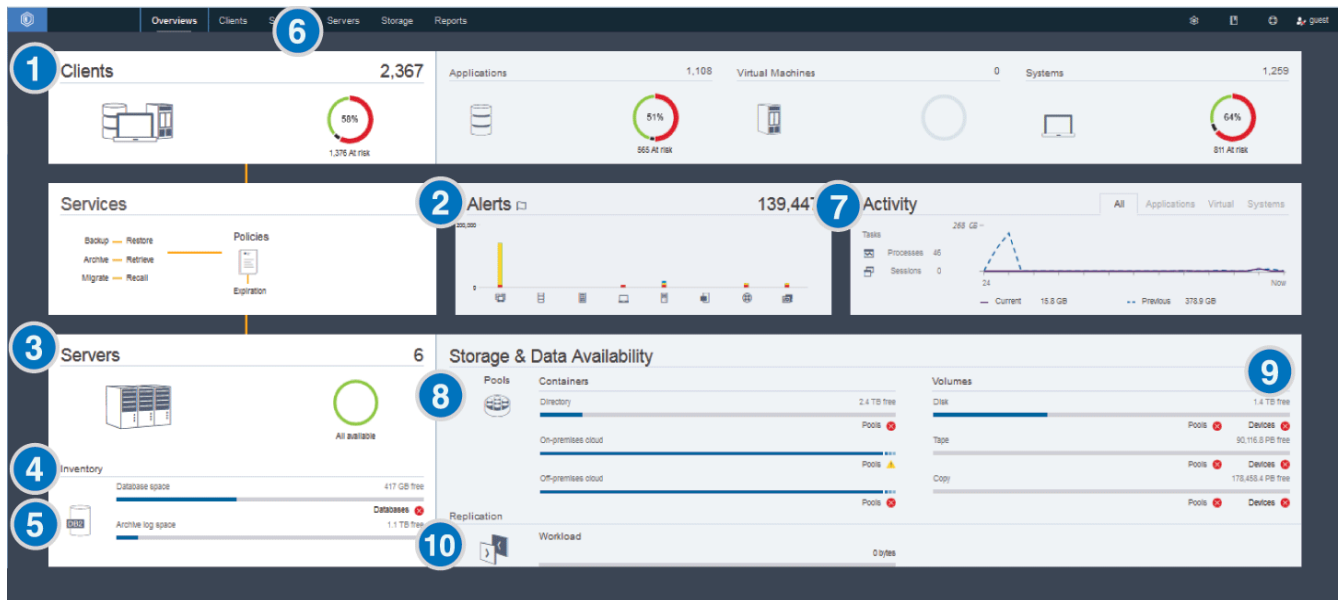 Overviews Clients S Servers Storage Reports guest
6
1 Clients 2,367
58%
1,376 At risk
Applications 1,108
51%
565 At risk
Virtual Machines 0
Systems 1,259
64%
811 At risk
Services
Backup — Restore
Archive — Retrieve
Migrate — Recall
Policies
Expiration
2 Alerts 139,447
200,000
0
7 Activity All Applications Virtual Systems
Tasks
Processes 46
Sessions 0
268 GB
24 Now
Current 15.8 GB Previous 378.9 GB
3 Servers 6
All available
4 Inventory
Database space 417 GB free
Databases
5 DB2
Archive log space 1.1 TB free
Storage & Data Availability
8 Pools
Containers
Directory 2.4 TB free
Pools
On-premises cloud
Pools
Off-premises cloud
Pools
9
Volumes
Disk 1.4 TB free
Pools Devices
Tape 90,116.8 PB free
Pools Devices
Copy 178,458.4 PB free
Pools Devices
Replication
10 Workload
0 bytes